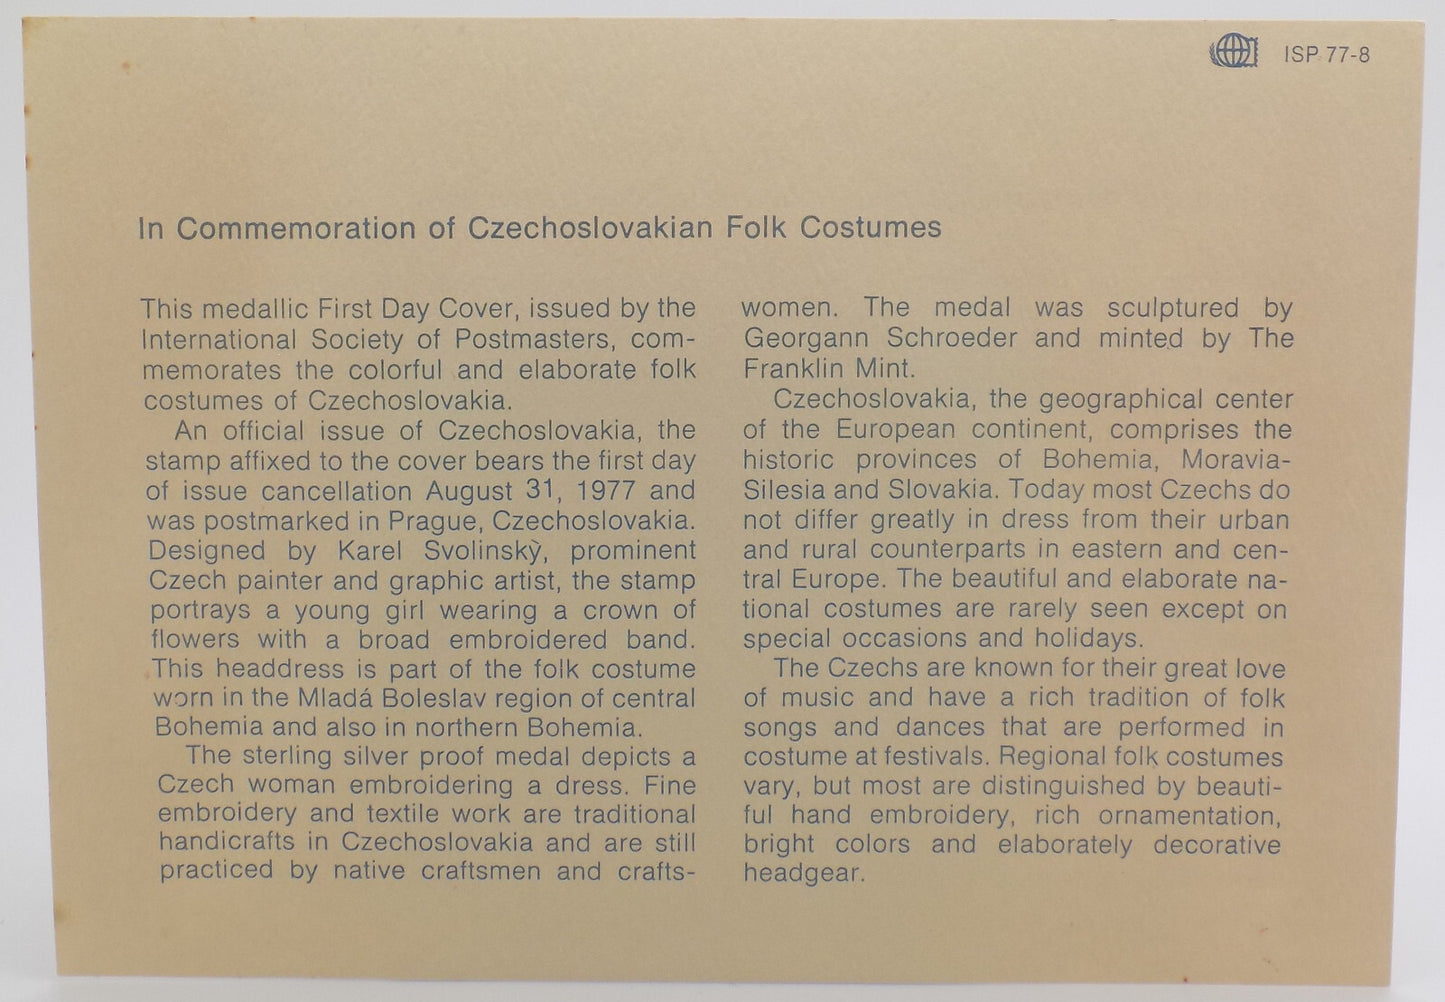 ISP 77-8
In Commemoration of Czechoslovakian Folk Costumes
This medallic First Day Cover, issued by the
International Society of Postmasters, com-
memorates the colorful and elaborate folk
costumes of Czechoslovakia.
An official issue of Czechoslovakia, the
stamp affixed to the cover bears the first day
of issue cancellation August 31, 1977 and
was postmarked in Prague, Czechoslovakia.
Designed by Karel Svolinskỳ, prominent
Czech painter and graphic artist, the stamp
portrays a young girl wearing a crown of
flowers with a broad embroidered band.
This headdress is part of the folk costume
worn in the Mladá Boleslav region of central
Bohemia and also in northern Bohemia.
The sterling silver proof medal depicts a
Czech woman embroidering a dress. Fine
embroidery and textile work are traditional
handicrafts in Czechoslovakia and are still
practiced by native craftsmen and crafts-
women. The medal was sculptured by
Georgann Schroeder and minted by The
Franklin Mint.
Czechoslovakia, the geographical center
of the European continent, comprises the
historic provinces of Bohemia, Moravia-
Silesia and Slovakia. Today most Czechs do
not differ greatly in dress from their urban
and rural counterparts in eastern and cen-
tral Europe. The beautiful and elaborate na-
tional costumes are rarely seen except on
special occasions and holidays.
The Czechs are known for their great love
of music and have a rich tradition of folk
songs and dances that are performed in
costume at festivals. Regional folk costumes
vary, but most are distinguished by beauti-
ful hand embroidery, rich ornamentation,
bright colors and elaborately decorative
headgear.